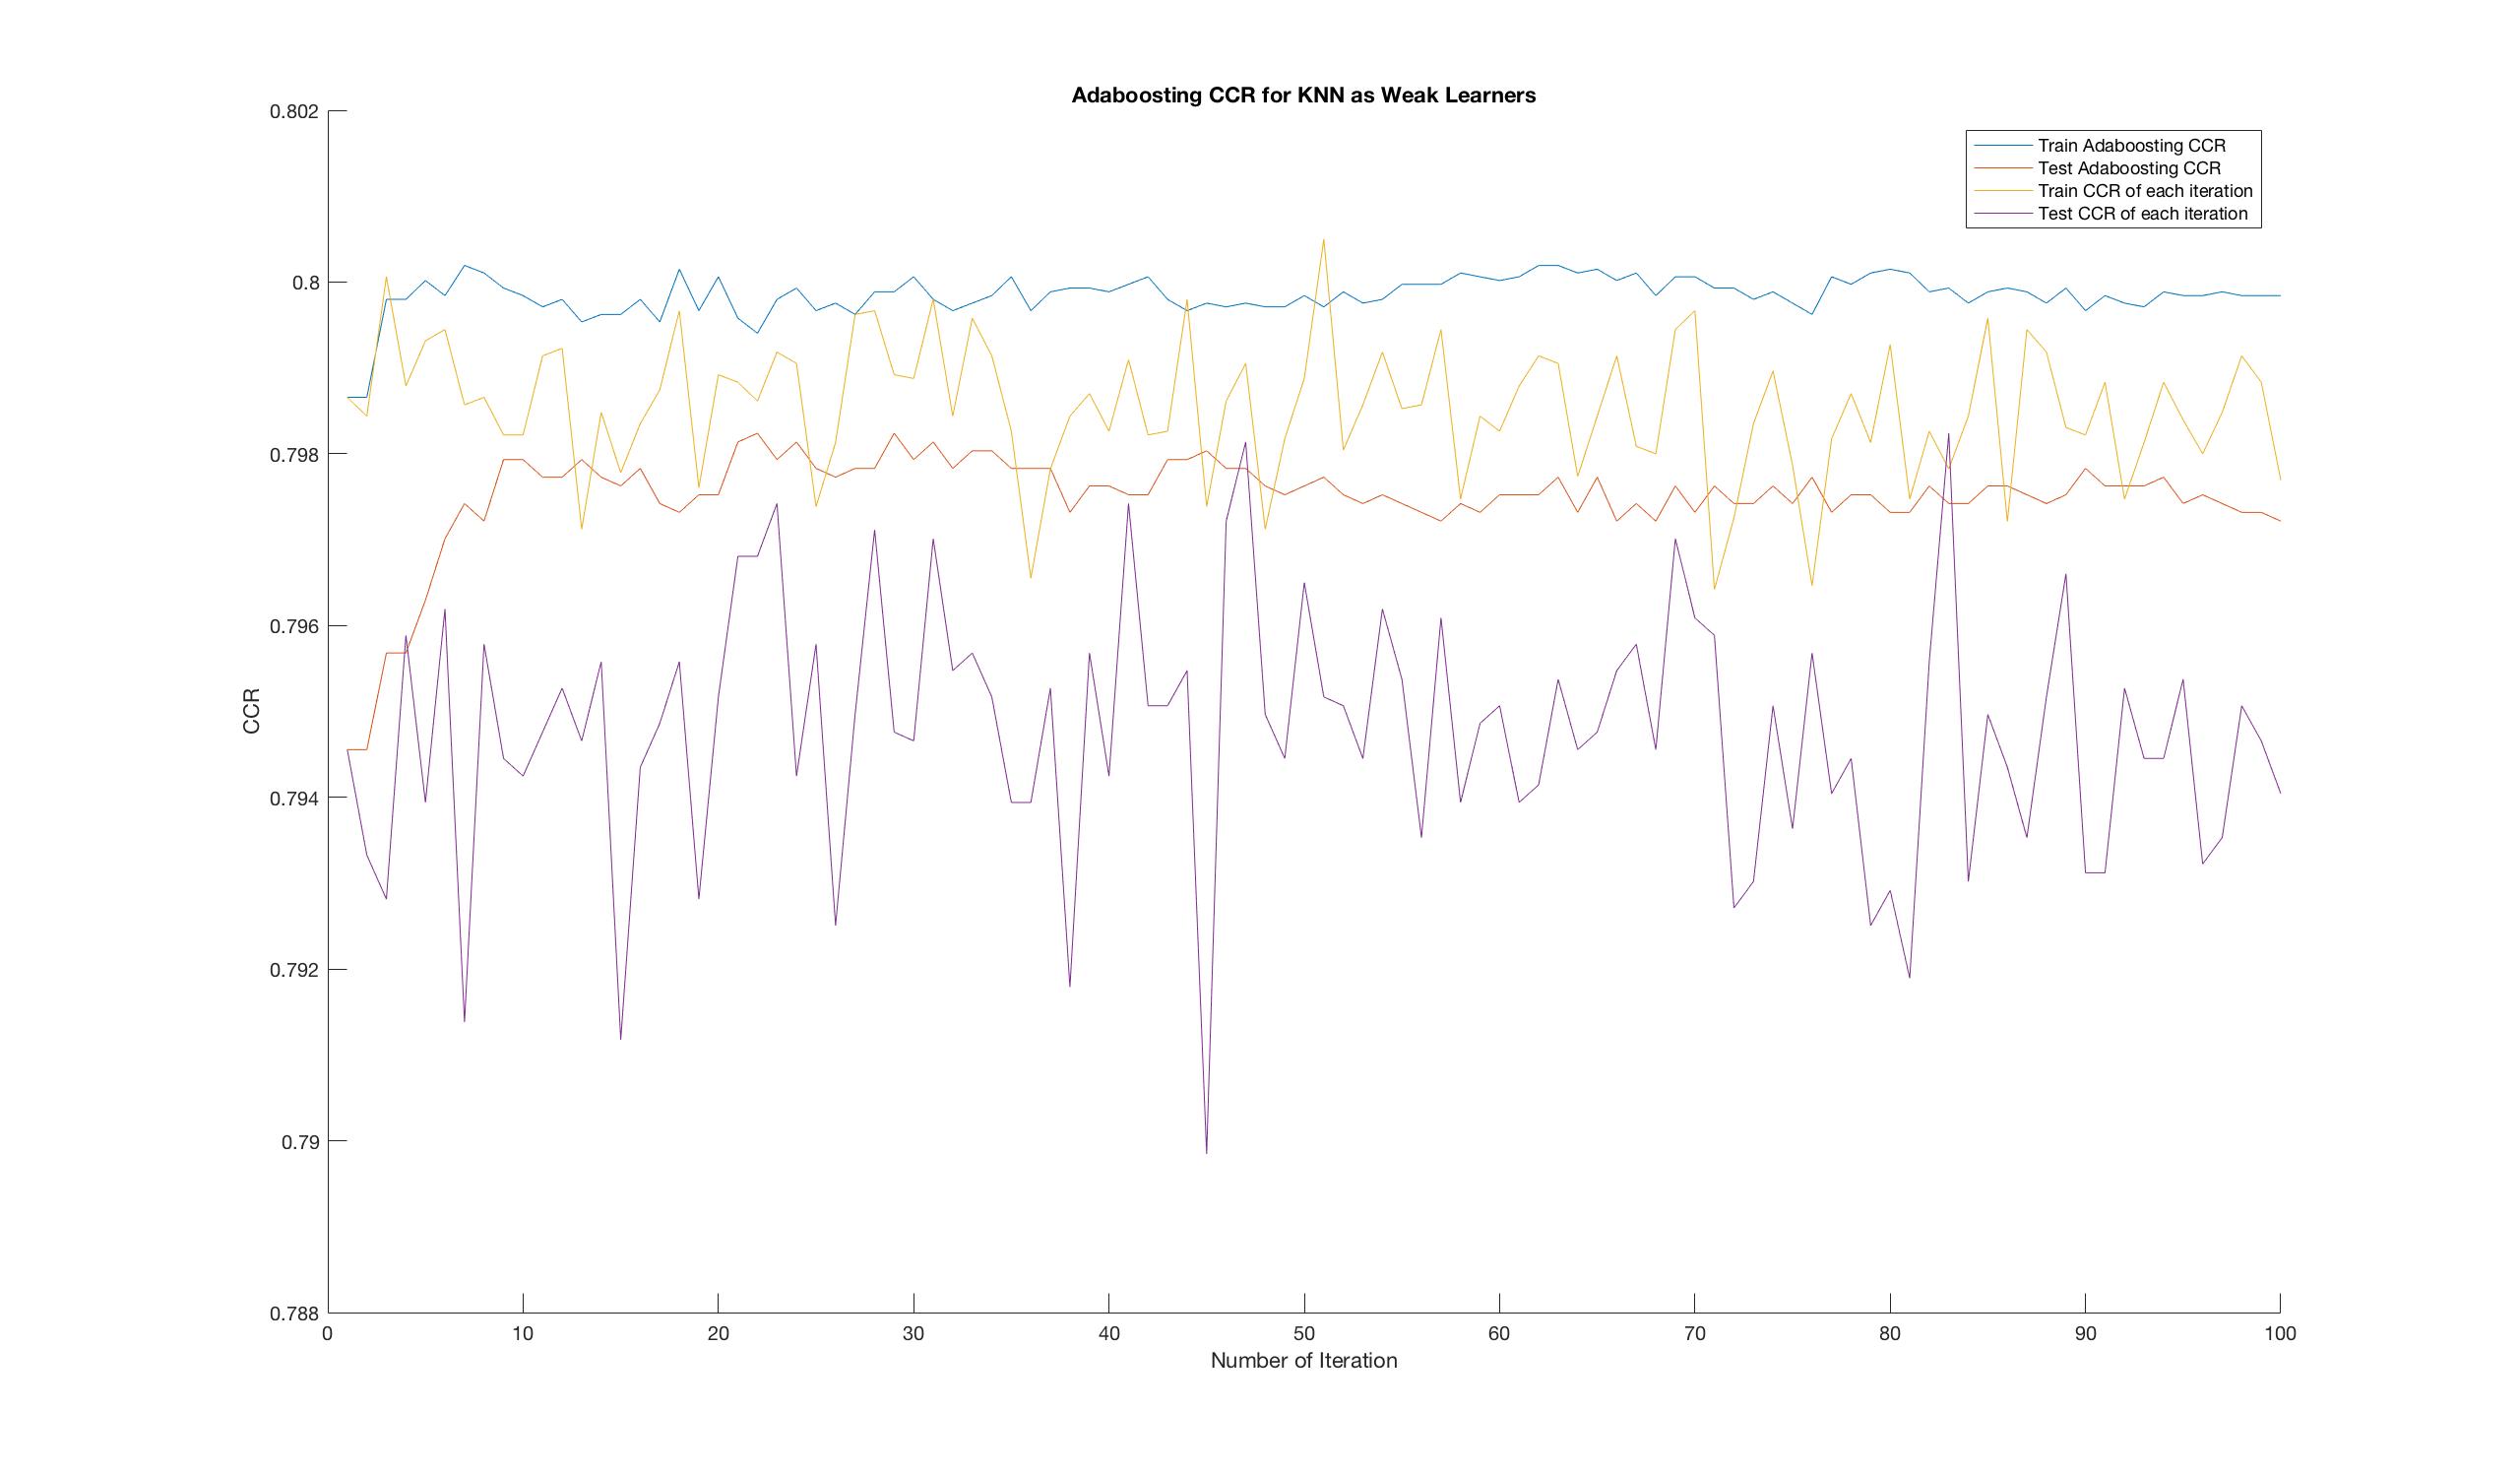 Adaboosting CCR for KNN as Weak Learners
Train Adaboosting CCR
Test Adaboosting CCR
Train CCR of each iteration
Test CCR of each iteration
0.802
0.8
0.798
0.796
0.794
0.792
0.79
0.788
CCR
0 10 20 30 40 50 60 70 80 90 100
Number of Iteration